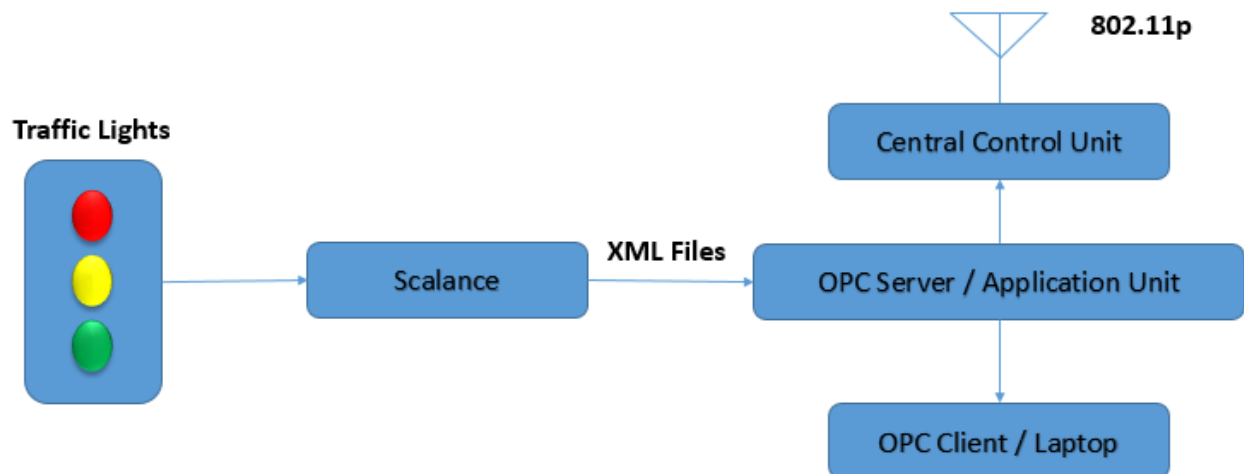 802.11p
Traffic Lights
Central Control Unit
XML Files
Scalance
OPC Server / Application Unit
OPC Client / Laptop